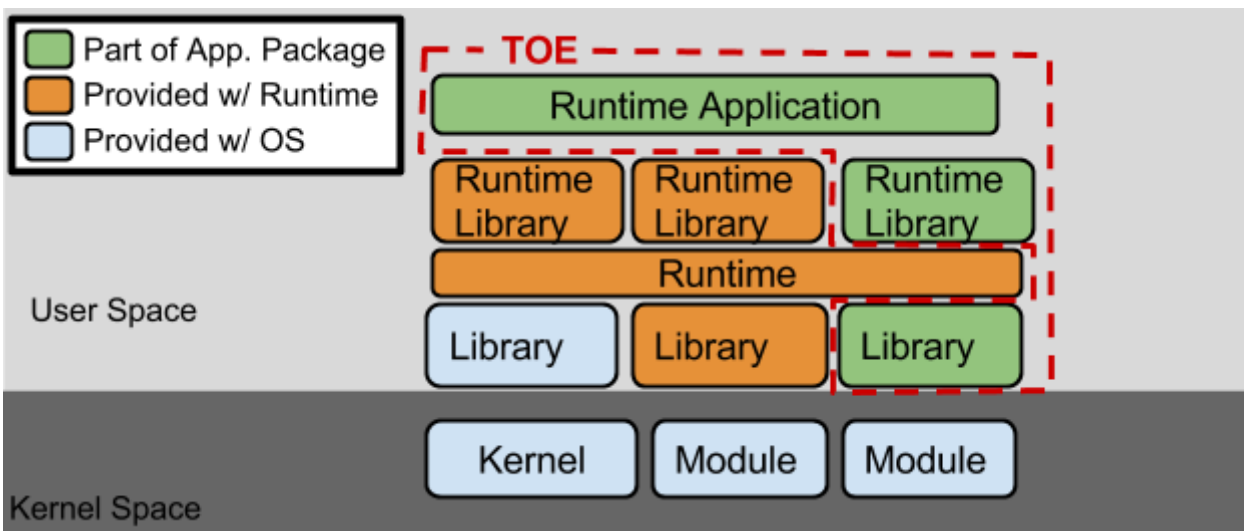 Part of App. Package
Provided w/ Runtime
Provided w/ OS
TOE
Runtime Application
Runtime
Library
Runtime
Library
Runtime
Library
Runtime
User Space
Library
Library
Library
Kernel
Module
Module
Kernel Space